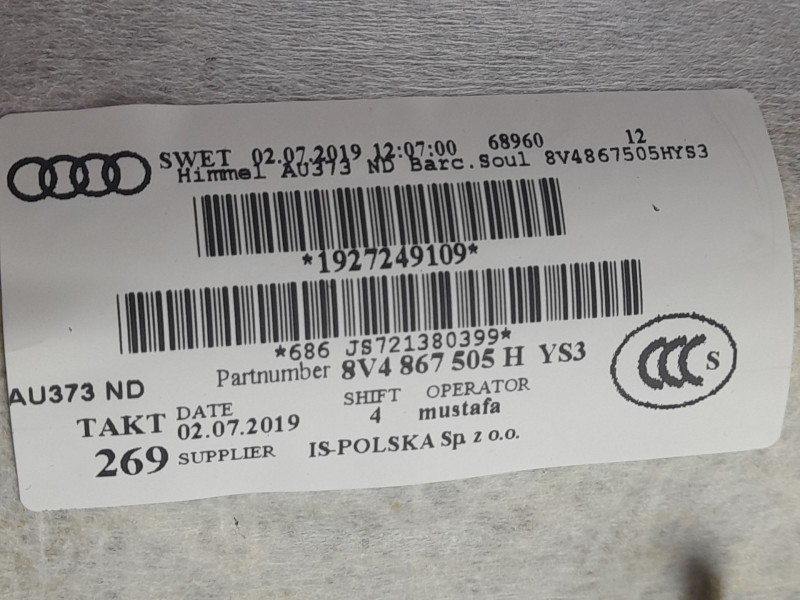 SWET 02.07.2019 12:07:00 68960 12
Himmel AU373 ND Barc.Soul 8V4867505HYS3
*1927249109*
*686 JS721380399*
Partnumber 8V4 867 505 H YS3
AU373 ND
TAKT DATE SHIFT OPERATOR
02.07.2019 4 mustafa
269 SUPPLIER IS-POLSKA Sp. z o.o.
CCC S